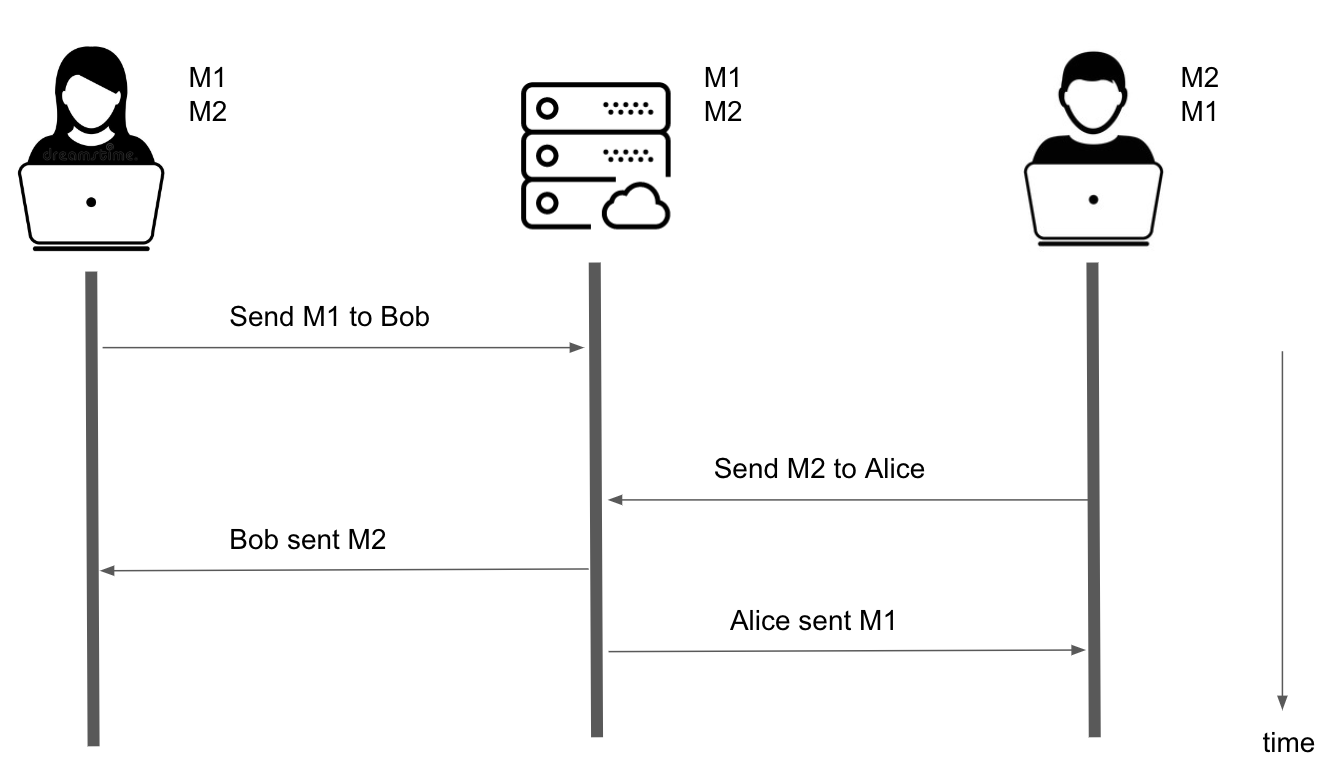 M1
M2
M1
M2
M2
M1
dreamstime.
Send M1 to Bob
Send M2 to Alice
Bob sent M2
Alice sent M1
time